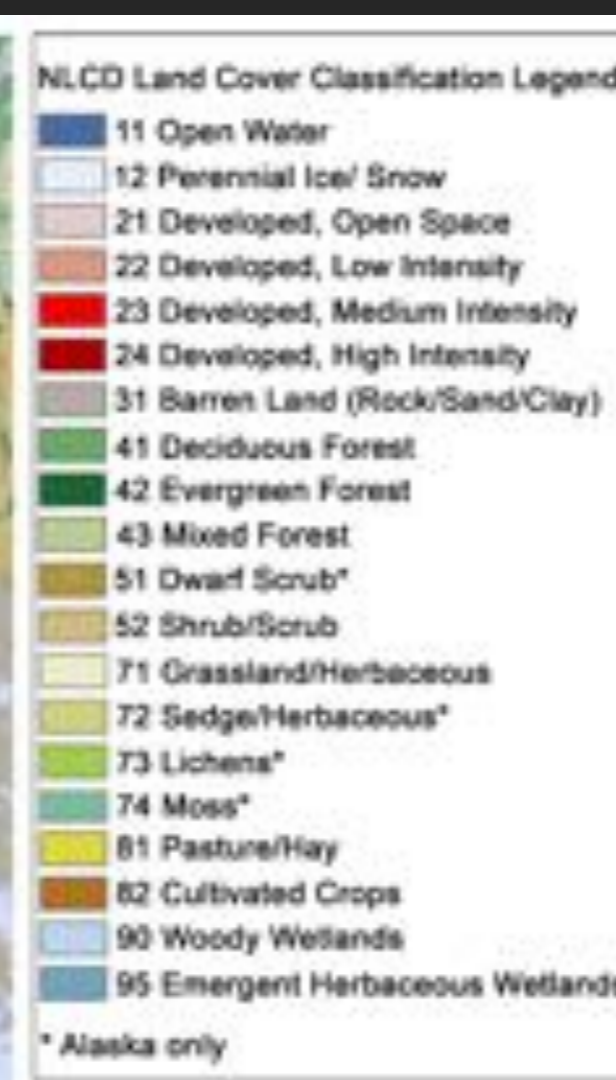 NLCD Land Cover Classification Legend
11 Open Water
12 Perennial Ice/ Snow
21 Developed, Open Space
22 Developed, Low Intensity
23 Developed, Medium Intensity
24 Developed, High Intensity
31 Barren Land (Rock/Sand/Clay)
41 Deciduous Forest
42 Evergreen Forest
43 Mixed Forest
51 Dwarf Scrub*
52 Shrub/Scrub
71 Grassland/Herbaceous
72 Sedge/Herbaceous*
73 Lichens*
74 Moss*
81 Pasture/Hay
82 Cultivated Crops
90 Woody Wetlands
95 Emergent Herbaceous Wetlands
* Alaska only